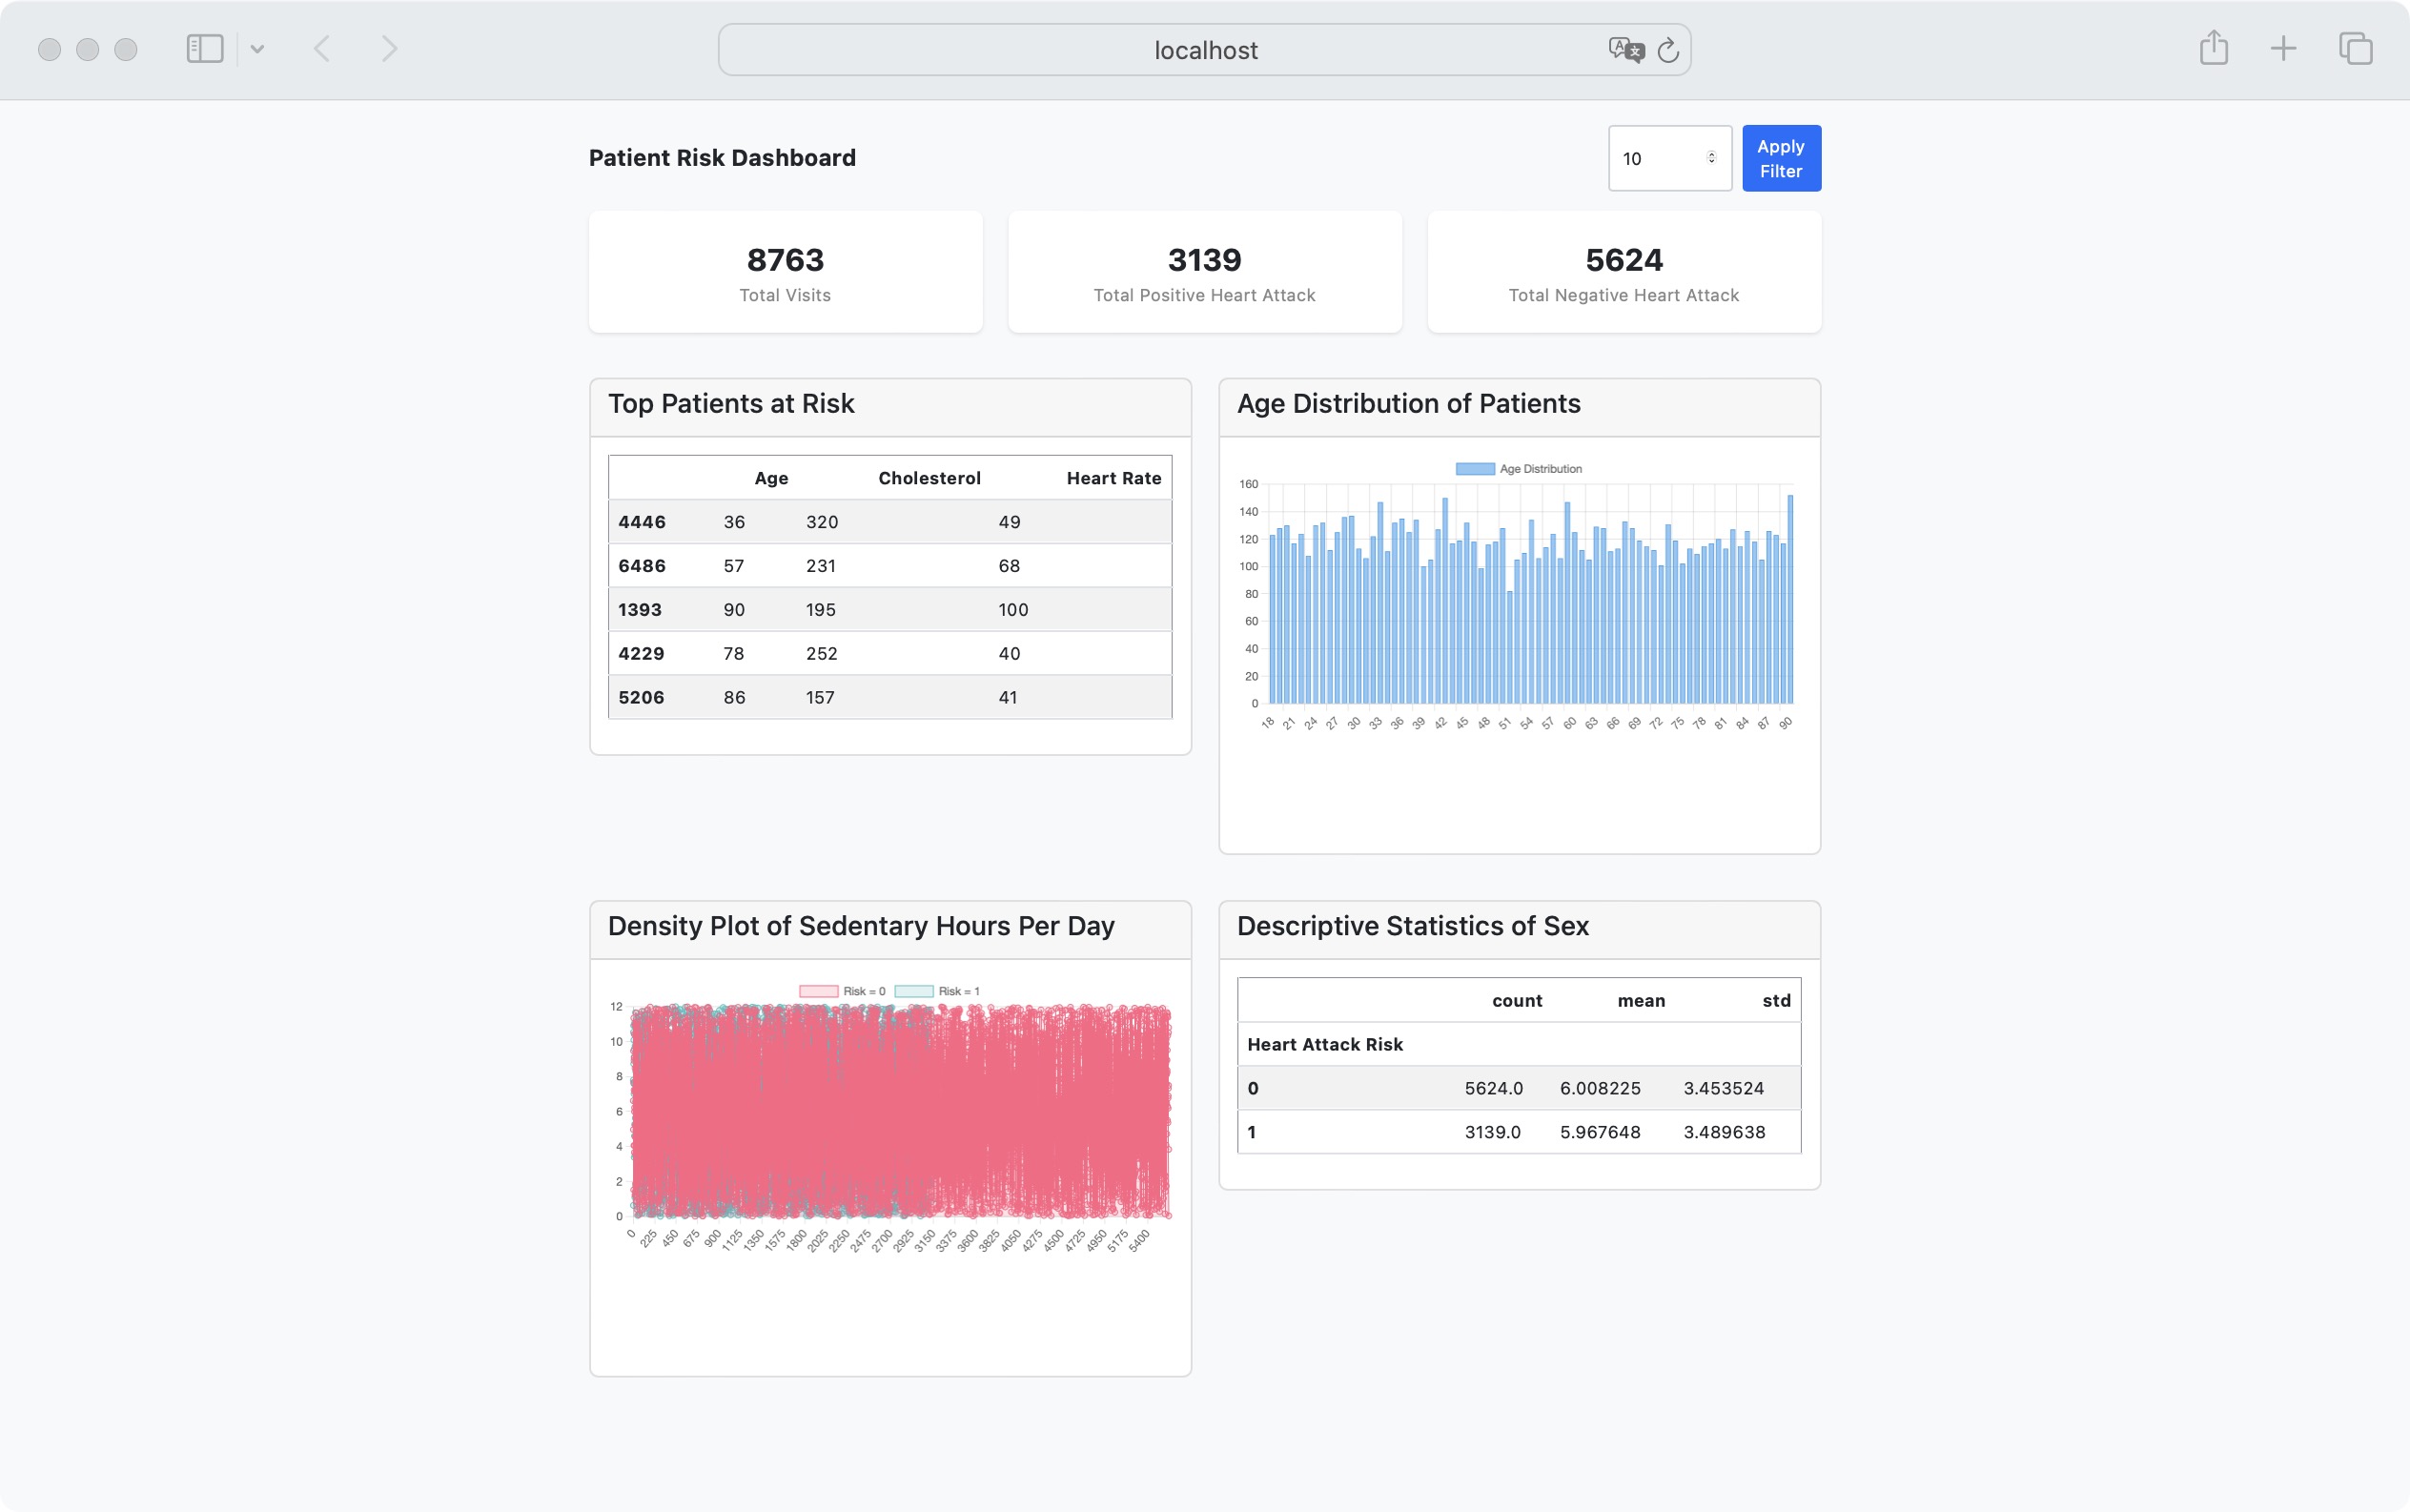 localhost
Patient Risk Dashboard
10
Apply
Filter
8763
Total Visits
3139
Total Positive Heart Attack
5624
Total Negative Heart Attack
Top Patients at Risk
Age Cholesterol Heart Rate
4446 36 320 49
6486 57 231 68
1393 90 195 100
4229 78 252 40
5206 86 157 41
Age Distribution of Patients
Age Distribution
160
140
120
100
80
60
40
20
0
18 21 24 27 30 33 36 39 42 45 48 51 54 57 60 63 66 69 72 75 78 81 84 87 90
Density Plot of Sedentary Hours Per Day
Risk = 0 Risk = 1
12
10
8
6
4
2
0
0 225 450 675 900 1125 1350 1575 1800 2025 2250 2475 2700 2925 3150 3375 3600 3825 4050 4275 4500 4725 4950 5175 5400
Descriptive Statistics of Sex
count mean std
Heart Attack Risk
0 5624.0 6.008225 3.453524
1 3139.0 5.967648 3.489638